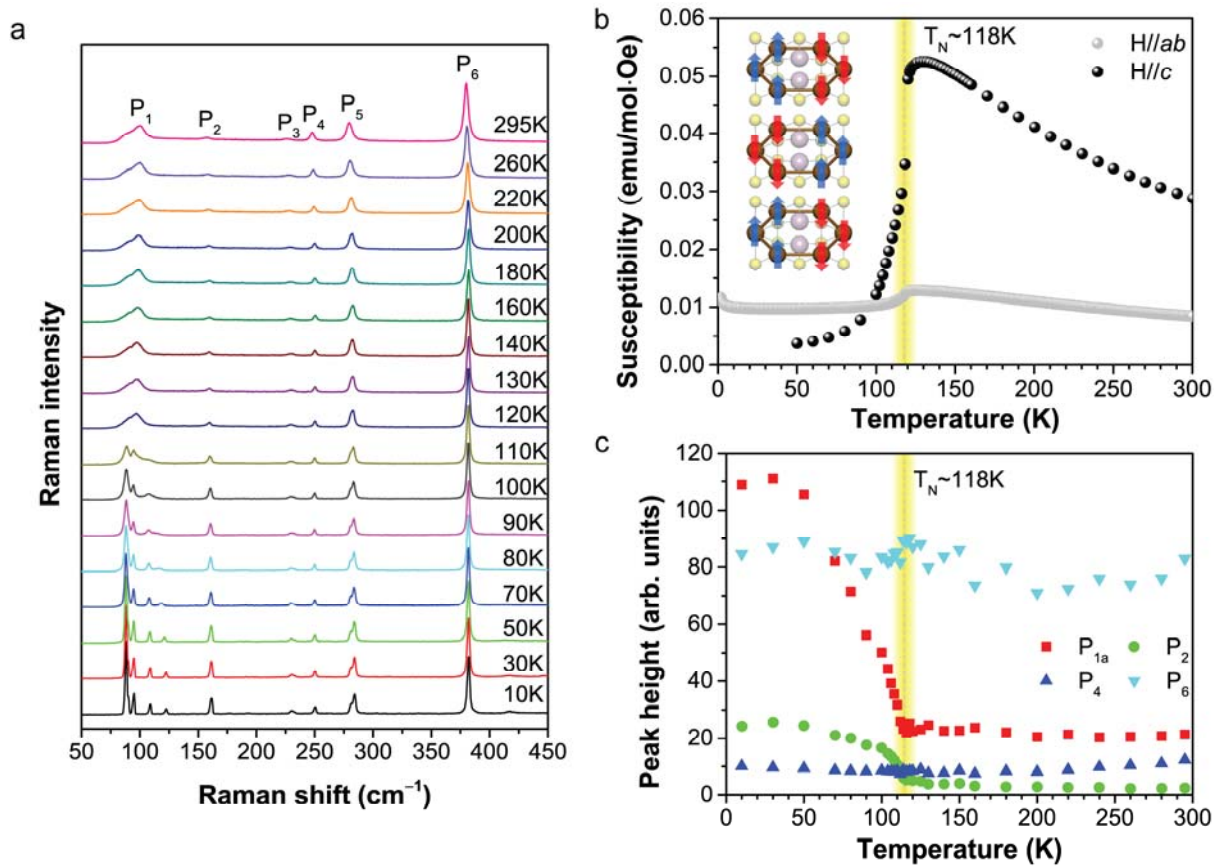 a
Raman intensity
P1
P2
P3
P4
P5
P6
295K
260K
220K
200K
180K
160K
140K
130K
120K
110K
100K
90K
80K
70K
50K
30K
10K
50 100 150 200 250 300 350 400 450
Raman shift (cm−1)
b
Susceptibility (emu/mol·Oe)
0.06
0.05
0.04
0.03
0.02
0.01
0.00
TN~118K
H//ab
H//c
0 50 100 150 200 250 300
Temperature (K)
c
Peak height (arb. units)
120
100
80
60
40
20
0
TN~118K
P1a P2
P4 P6
0 50 100 150 200 250 300
Temperature (K)